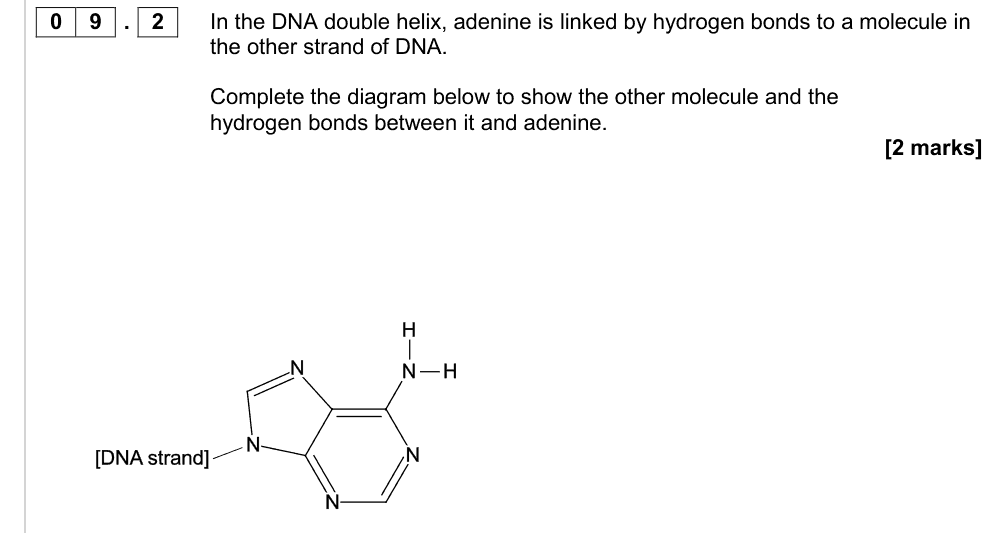 0 9 . 2 In the DNA double helix, adenine is linked by hydrogen bonds to a molecule in
the other strand of DNA.
Complete the diagram below to show the other molecule and the
hydrogen bonds between it and adenine.
[2 marks]
H
N N—H
[DNA strand] N N
N